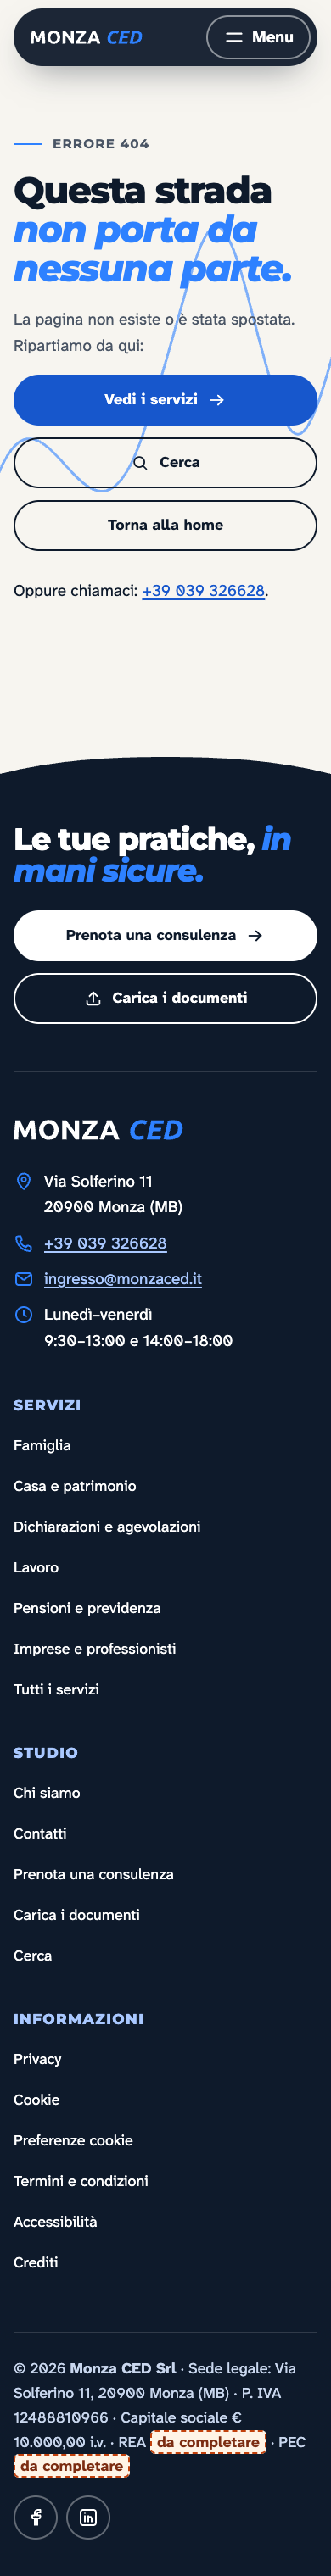 MONZA CED
Menu
ERRORE 404
Questa strada
non porta da
nessuna parte.
La pagina non esiste o è stata spostata.
Ripartiamo da qui:
Vedi i servizi
Cerca
Torna alla home
Oppure chiamaci: +39 039 326628.
Le tue pratiche, in
mani sicure.
Prenota una consulenza
Carica i documenti
MONZA CED
Via Solferino 11
20900 Monza (MB)
+39 039 326628
ingresso@monzaced.it
Lunedì–venerdì
9:30–13:00 e 14:00–18:00
SERVIZI
Famiglia
Casa e patrimonio
Dichiarazioni e agevolazioni
Lavoro
Pensioni e previdenza
Imprese e professionisti
Tutti i servizi
STUDIO
Chi siamo
Contatti
Prenota una consulenza
Carica i documenti
Cerca
INFORMAZIONI
Privacy
Cookie
Preferenze cookie
Termini e condizioni
Accessibilità
Crediti
© 2026 Monza CED Srl · Sede legale: Via
Solferino 11, 20900 Monza (MB) · P. IVA
12488810966 · Capitale sociale €
10.000,00 i.v. · REA da completare · PEC
da completare